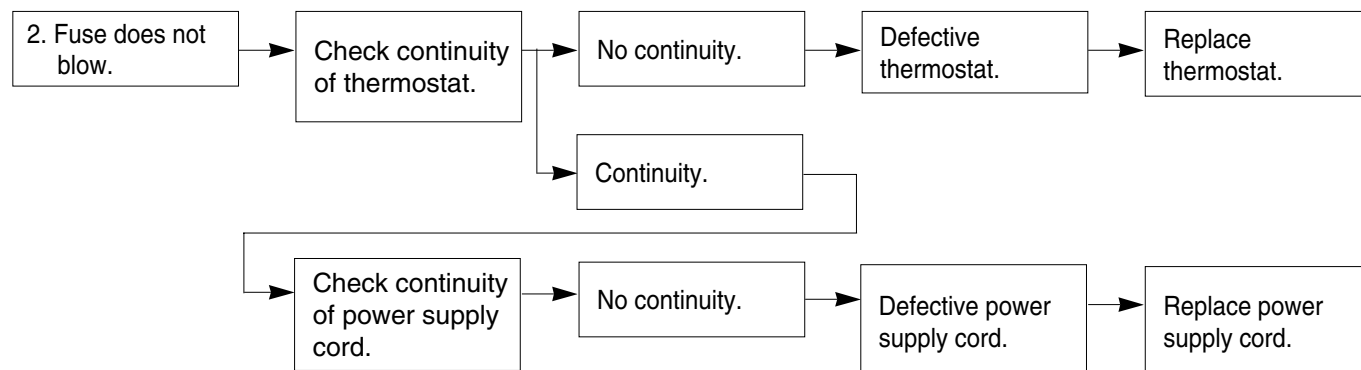 2. Fuse does not
blow.
Check continuity
of thermostat.
No continuity.
Defective
thermostat.
Replace
thermostat.
Continuity.
Check continuity
of power supply
cord.
No continuity.
Defective power
supply cord.
Replace power
supply cord.